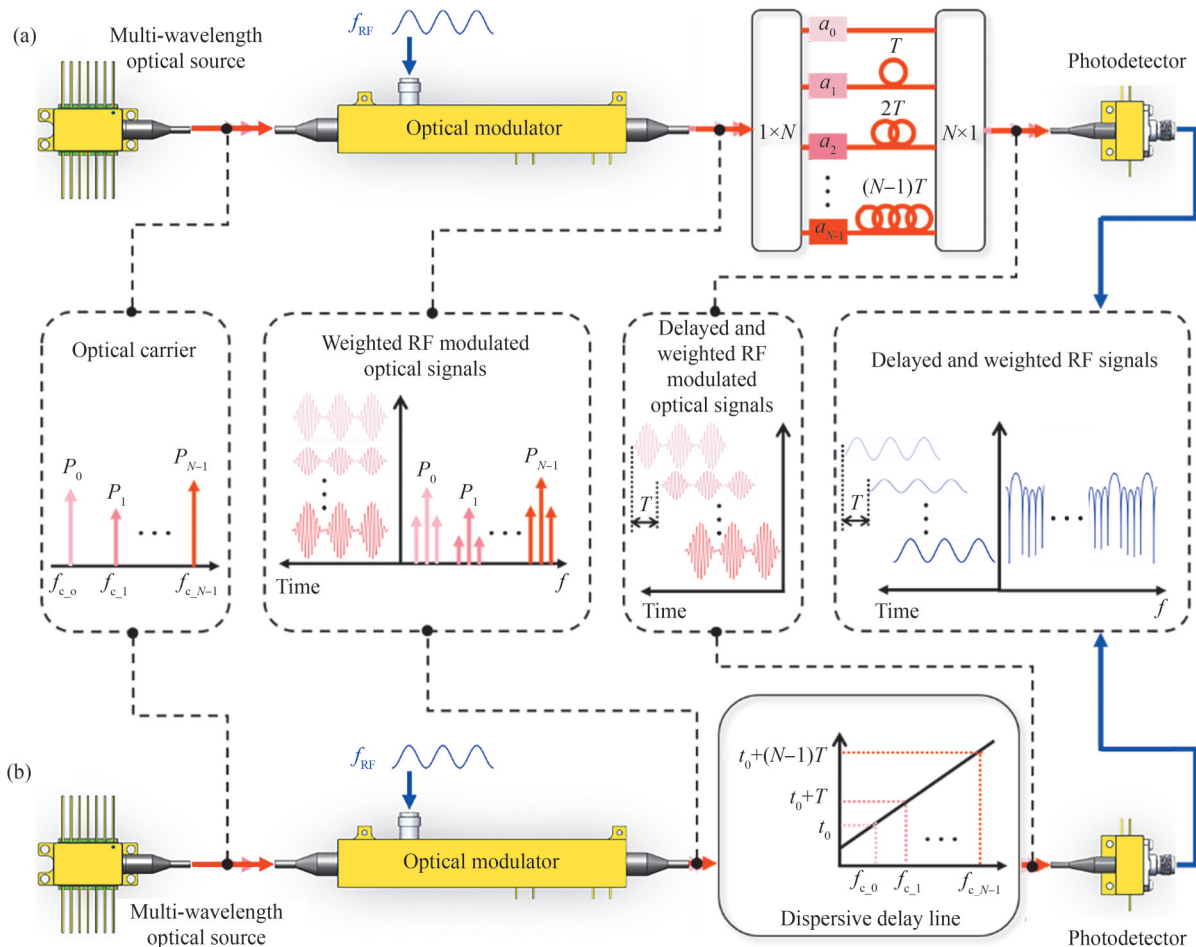 (a)
Multi-wavelength
optical source
f_RF
Optical modulator
1×N
a_0
a_1
a_2
⋮
a_N−1
T
2T
(N−1)T
N×1
Photodetector
Optical carrier
P_0
P_1
P_N−1
...
f_c_o
f_c_1
f_c_N−1
Weighted RF modulated
optical signals
P_0
P_1
P_N−1
⋮
...
Time
f
Delayed and
weighted RF
modulated
optical signals
T
⋮
Time
Delayed and weighted RF signals
T
⋮
...
Time
f
(b)
f_RF
Optical modulator
Multi-wavelength
optical source
t_0+(N−1)T
t_0+T
t_0
...
f_c_0
f_c_1
f_c_N−1
Dispersive delay line
Photodetector